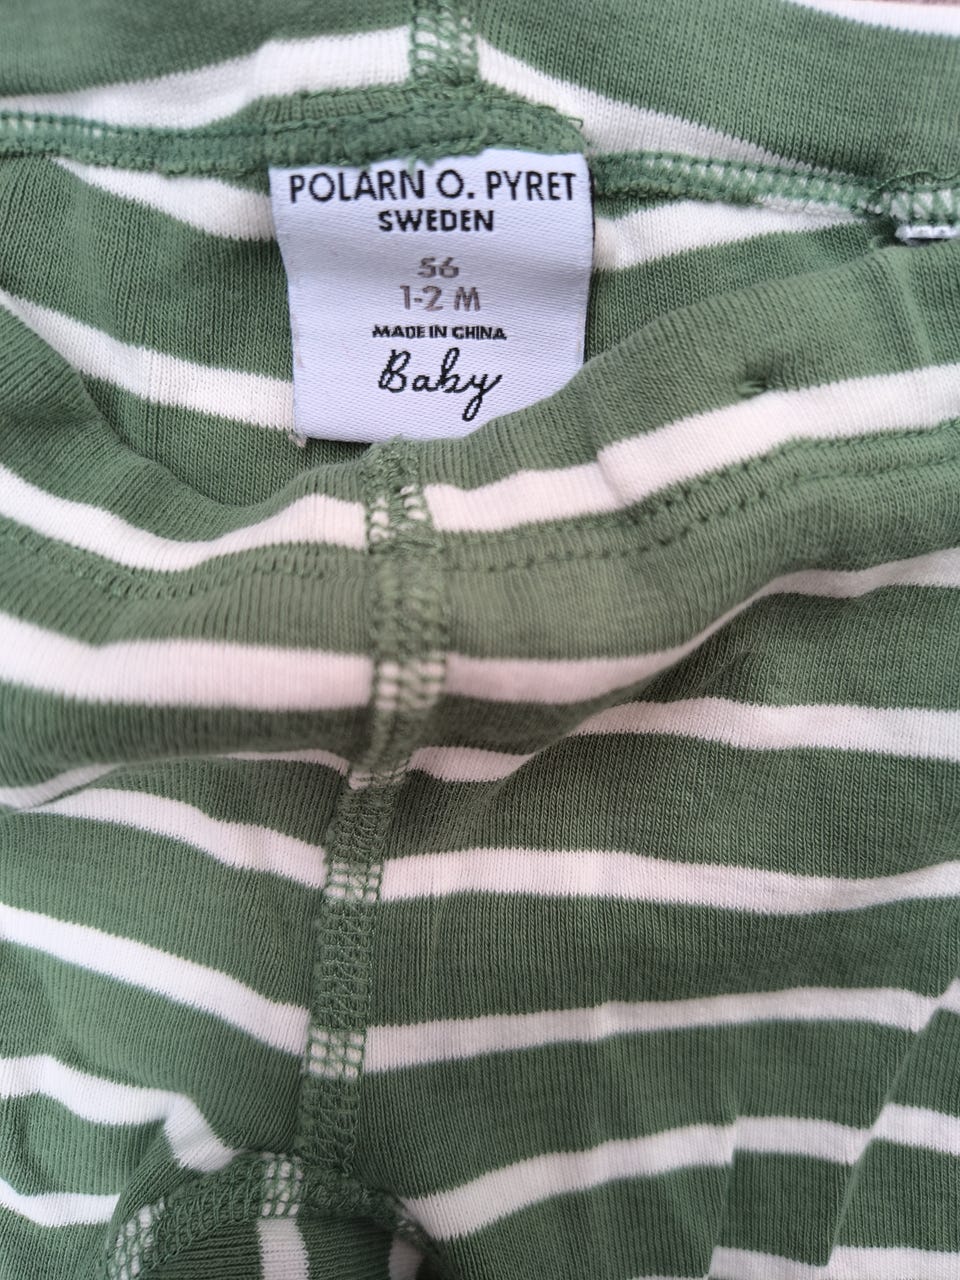 POLARN O. PYRET
SWEDEN
56
1-2 M
MADE IN CHINA
Baby